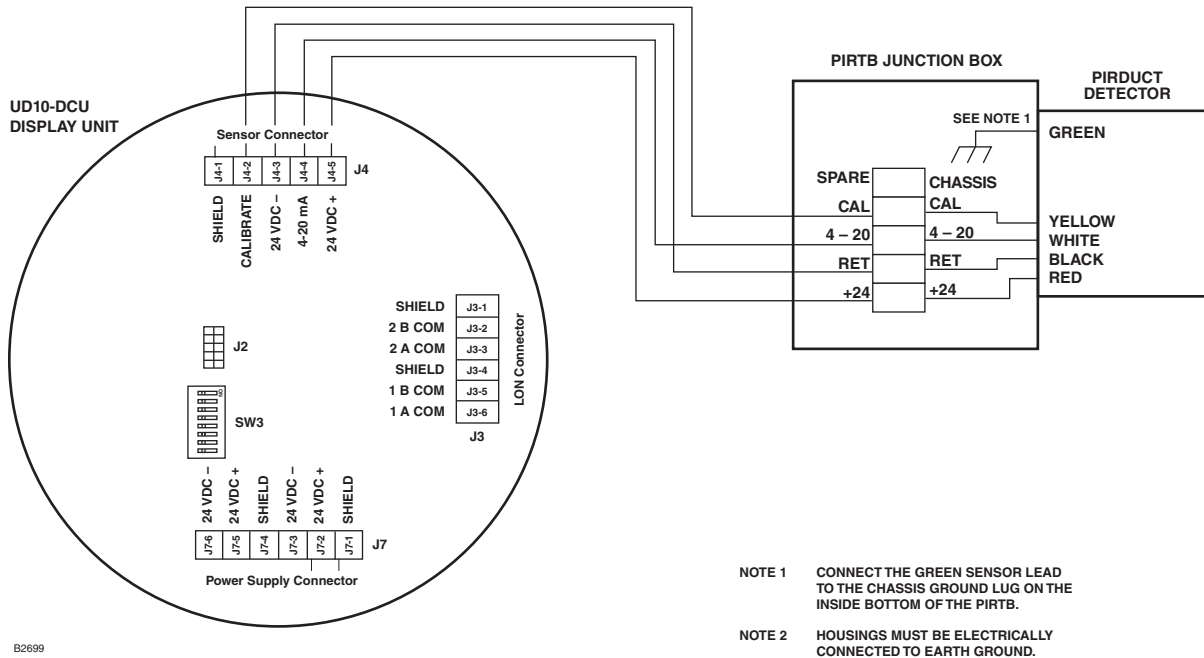 UD10-DCU
DISPLAY UNIT
Sensor Connector
J4-1
J4-2
J4-3
J4-4
J4-5
J4
SHIELD
CALIBRATE
24 VDC –
4-20 mA
24 VDC +
J2
ON
SW3
SHIELD
J3-1
2 B COM
J3-2
2 A COM
J3-3
SHIELD
J3-4
1 B COM
J3-5
1 A COM
J3-6
J3
LON Connector
24 VDC –
24 VDC +
SHIELD
24 VDC –
24 VDC +
SHIELD
J7-6
J7-5
J7-4
J7-3
J7-2
J7-1
J7
Power Supply Connector
PIRTB JUNCTION BOX
PIRDUCT
DETECTOR
SEE NOTE 1
GREEN
SPARE
CHASSIS
CAL
CAL
YELLOW
4 – 20
4 – 20
WHITE
RET
RET
BLACK
+24
+24
RED
NOTE 1 CONNECT THE GREEN SENSOR LEAD
TO THE CHASSIS GROUND LUG ON THE
INSIDE BOTTOM OF THE PIRTB.
NOTE 2 HOUSINGS MUST BE ELECTRICALLY
CONNECTED TO EARTH GROUND.
B2699